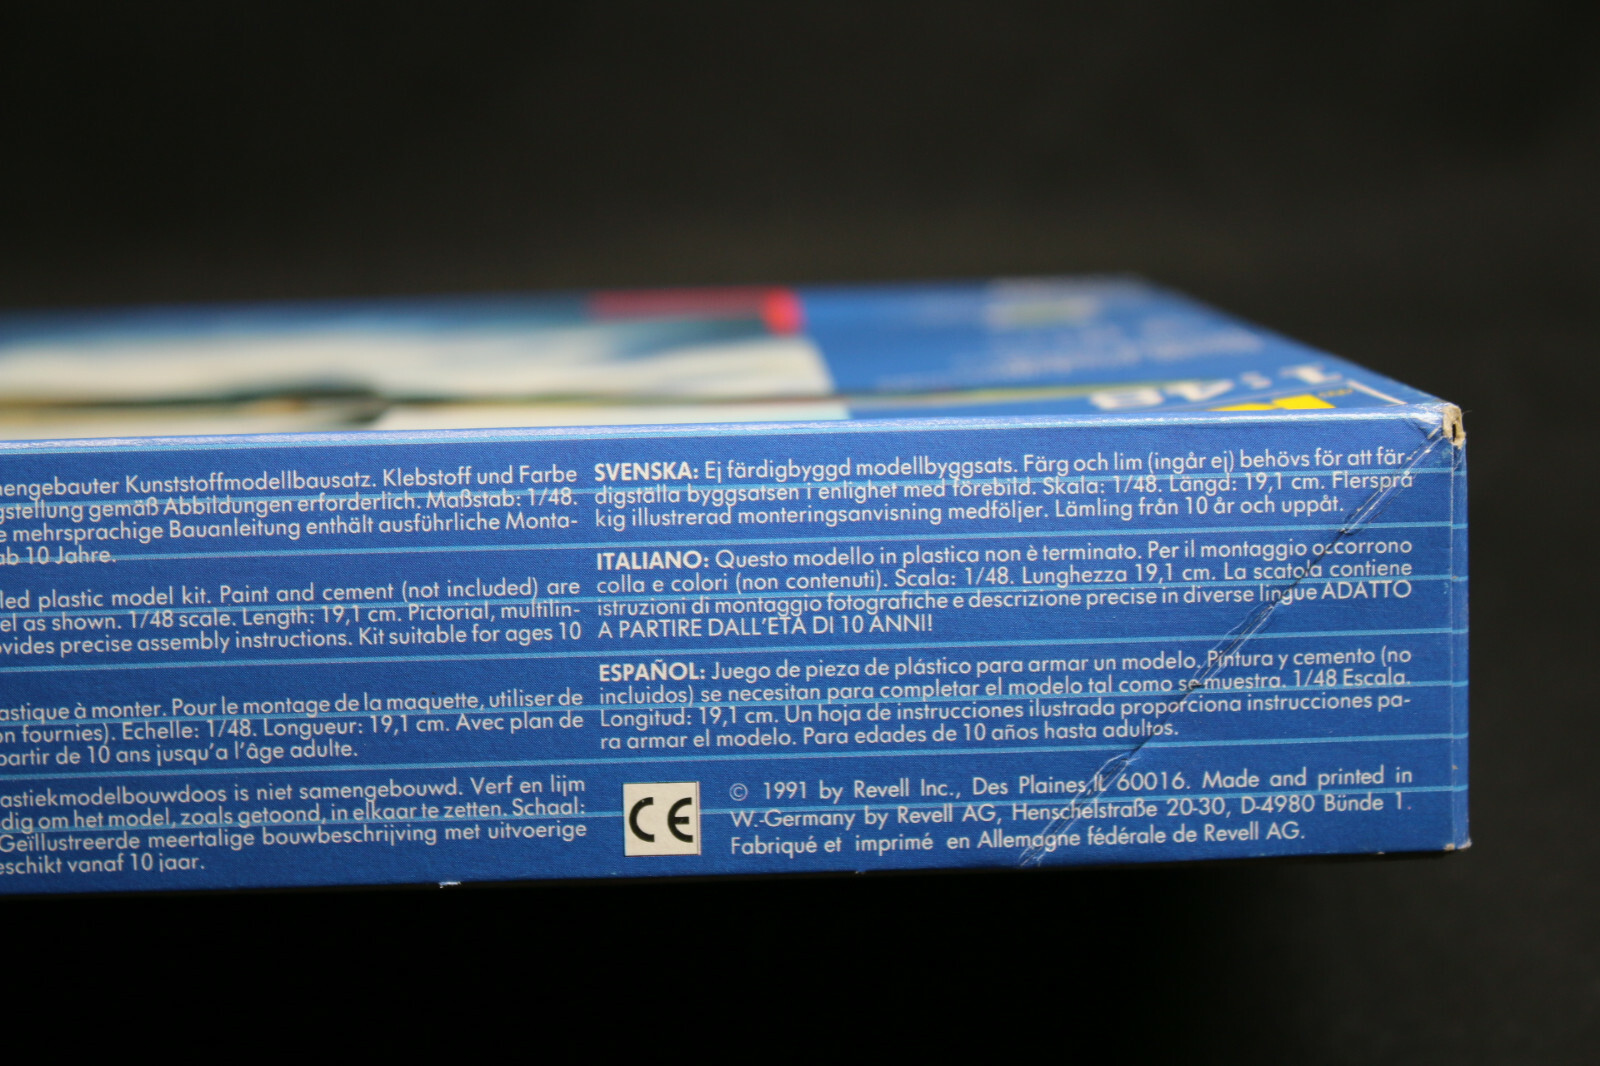 1:48
Kunststoffmodellbausatz. Klebstoff und Farbe
gemäß Abbildungen erforderlich. Maßstab: 1/48.
mehrsprachige Bauanleitung enthält ausführliche Monta-
ab 10 Jahre.
plastic model kit. Paint and cement (not included) are
as shown. 1/48 scale. Length: 19,1 cm. Pictorial, multilin-
precise assembly instructions. Kit suitable for ages 10
à monter. Pour le montage de la maquette, utiliser de
fournies). Echelle: 1/48. Longueur: 19,1 cm. Avec plan de
partir de 10 ans jusqu'a l'âge adulte.
is niet samengebouwd. Verf en lijm
om het model, zoals getoond, in elkaar te zetten. Schaal:
Geïllustreerde meertalige bouwbeschrijving met uitvoerige
vanaf 10 jaar.
SVENSKA: Ej färdigbyggd modellbyggsats. Färg och lim (ingår ej) behövs för att fär-
digställa byggsatsen i enlighet med förebild. Skala: 1/48. Längd: 19,1 cm. Flersprå
kig illustrerad monteringsanvisning medföljer. Lämling från 10 år och uppåt.
ITALIANO: Questo modello in plastica non è terminato. Per il montaggio occorrono
colla e colori (non contenuti). Scala: 1/48. Lunghezza 19,1 cm. La scatola contiene
istruzioni di montaggio fotografiche e descrizione precise in diverse lingue ADATTO
A PARTIRE DALL'ETÀ DI 10 ANNI!
ESPAÑOL: Juego de pieza de plástico para armar un modelo. Pintura y cemento (no
incluidos) se necesitan para completar el modelo tal como se muestra. 1/48 Escala.
Longitud: 19,1 cm. Un hoja de instrucciones ilustrada proporciona instrucciones pa-
ra armar el modelo. Para edades de 10 años hasta adultos.
CE
© 1991 by Revell Inc., Des Plaines,IL 60016. Made and printed in
W.-Germany by Revell AG, Henschelstraße 20-30, D-4980 Bünde 1.
Fabriqué et imprimé en Allemagne fédérale de Revell AG.